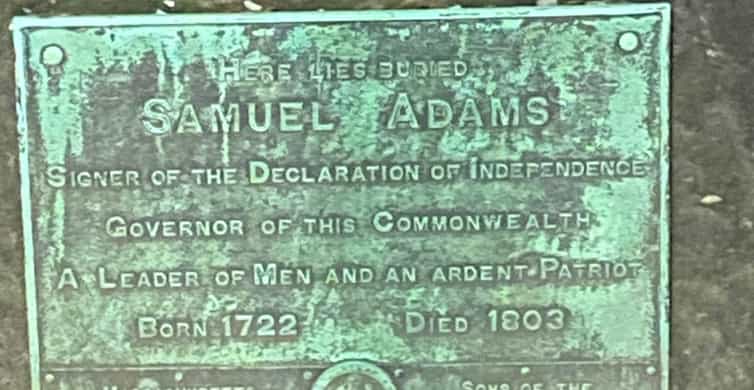 HERE LIES BURIED
SAMUEL ADAMS
SIGNER OF THE DECLARATION OF INDEPENDENCE
GOVERNOR OF THIS COMMONWEALTH
A LEADER OF MEN AND AN ARDENT PATRIOT
BORN 1722 DIED 1803
SONS OF THE